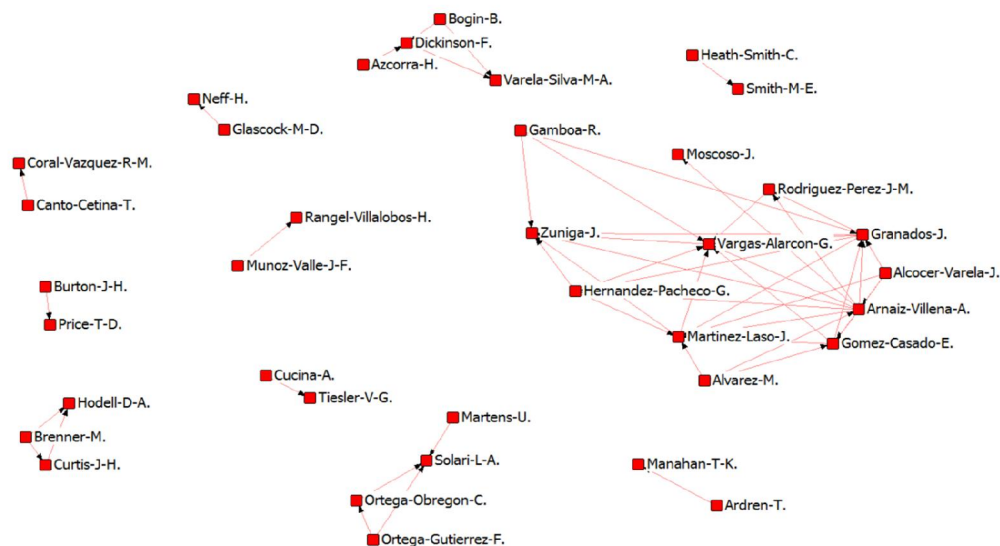 Bogin-B.
Dickinson-F.
Azcorra-H.
Varela-Silva-M-A.
Heath-Smith-C.
Smith-M-E.
Neff-H.
Glascock-M-D.
Gamboa-R.
Moscoso-J.
Coral-Vazquez-R-M.
Canto-Cetina-T.
Rodriguez-Perez-J-M.
Rangel-Villalobos-H.
Zuniga-J.
Vargas-Alarcon-G.
Granados-J.
Munoz-Valle-J-F.
Alcocer-Varela-J.
Burton-J-H.
Hernandez-Pacheco-G.
Arnaiz-Villena-A.
Price-T-D.
Martinez-Laso-J.
Gomez-Casado-E.
Cucina-A.
Alvarez-M.
Tiesler-V-G.
Hodell-D-A.
Martens-U.
Brenner-M.
Curtis-J-H.
Solari-L-A.
Manahan-T-K.
Ortega-Obregon-C.
Ardren-T.
Ortega-Gutierrez-F.